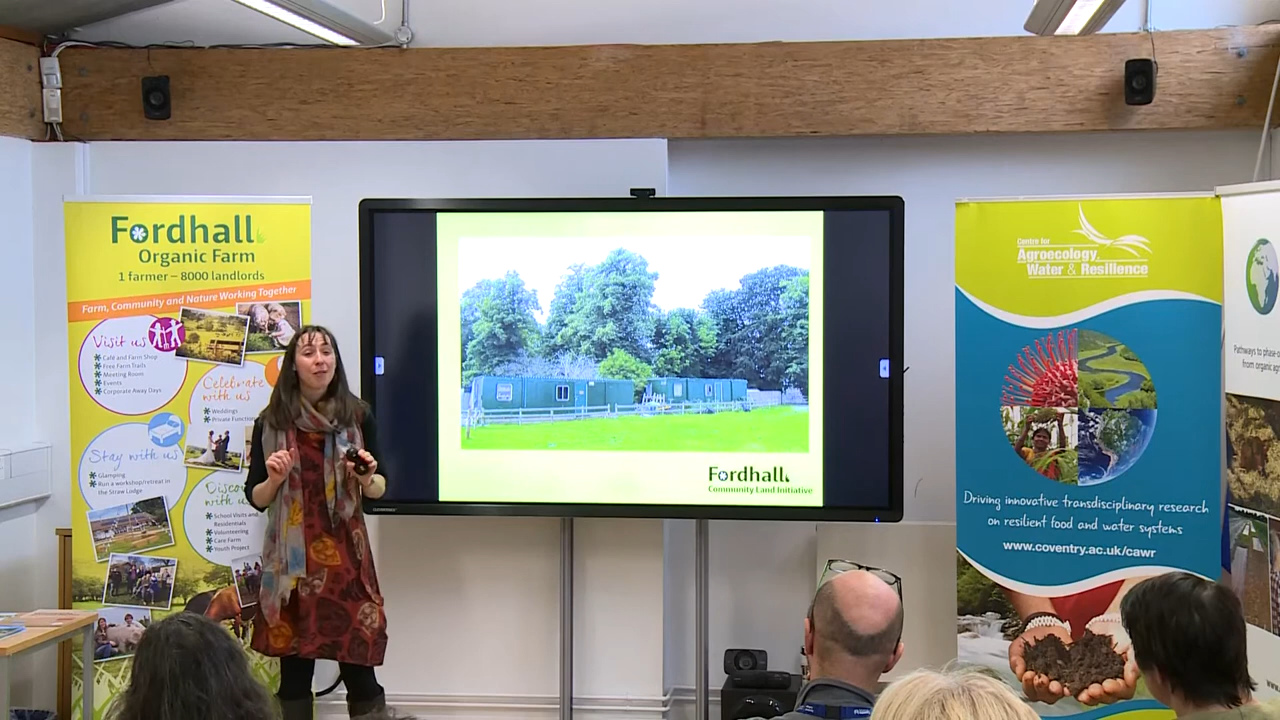 Fordhall
Organic Farm
1 farmer – 8000 landlords
Farm, Community and Nature Working Together
Visit us
Café and Farm Shop
Free Farm Trails
Meeting Room
Events
Corporate Away Days
Celebrate
with us
Weddings
Private Function
Stay with us
Glamping
Run a workshop/retreat in
the Straw Lodge
Discov
with us
School Visits and
Residentials
Volunteering
Care Farm
Youth Project
Fordhall
Community Land Initiative
Centre for
Agroecology,
Water & Resilience
Driving innovative transdisciplinary research
on resilient food and water systems
www.coventry.ac.uk/cawr
Pathways to phase-
from organic ag